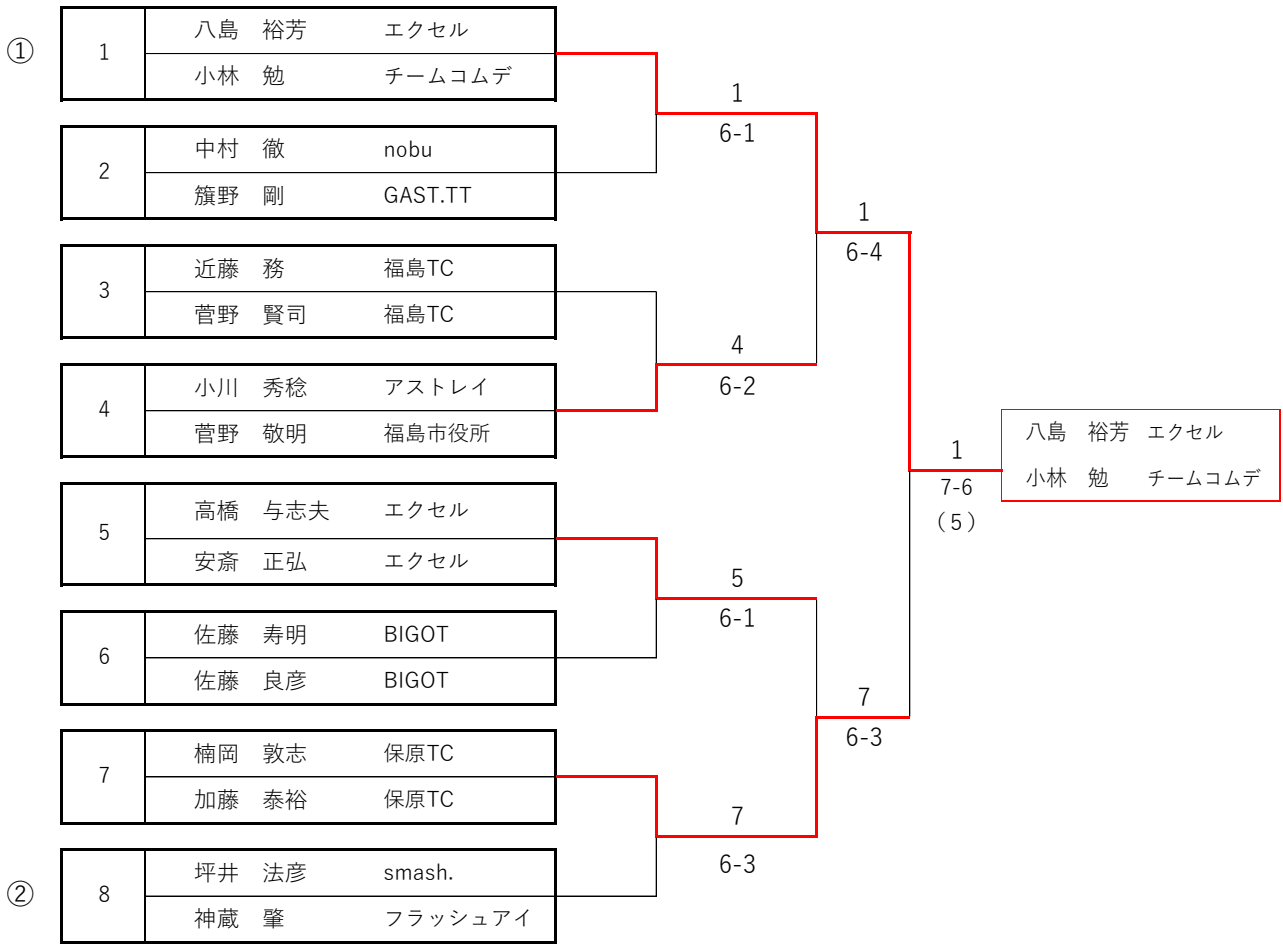 ① 1 八島 裕芳 エクセル
小林 勉 チームコムデ
1
6-1
2 中村 徹 nobu
籏野 剛 GAST.TT
1
6-4
3 近藤 務 福島TC
菅野 賢司 福島TC
4
6-2
4 小川 秀稔 アストレイ
菅野 敬明 福島市役所
1
7-6
(5)
八島 裕芳 エクセル
小林 勉 チームコムデ
5 高橋 与志夫 エクセル
安斎 正弘 エクセル
5
6-1
6 佐藤 寿明 BIGOT
佐藤 良彦 BIGOT
7
6-3
7 楠岡 敦志 保原TC
加藤 泰裕 保原TC
7
6-3
② 8 坪井 法彦 smash.
神蔵 肇 フラッシュアイ